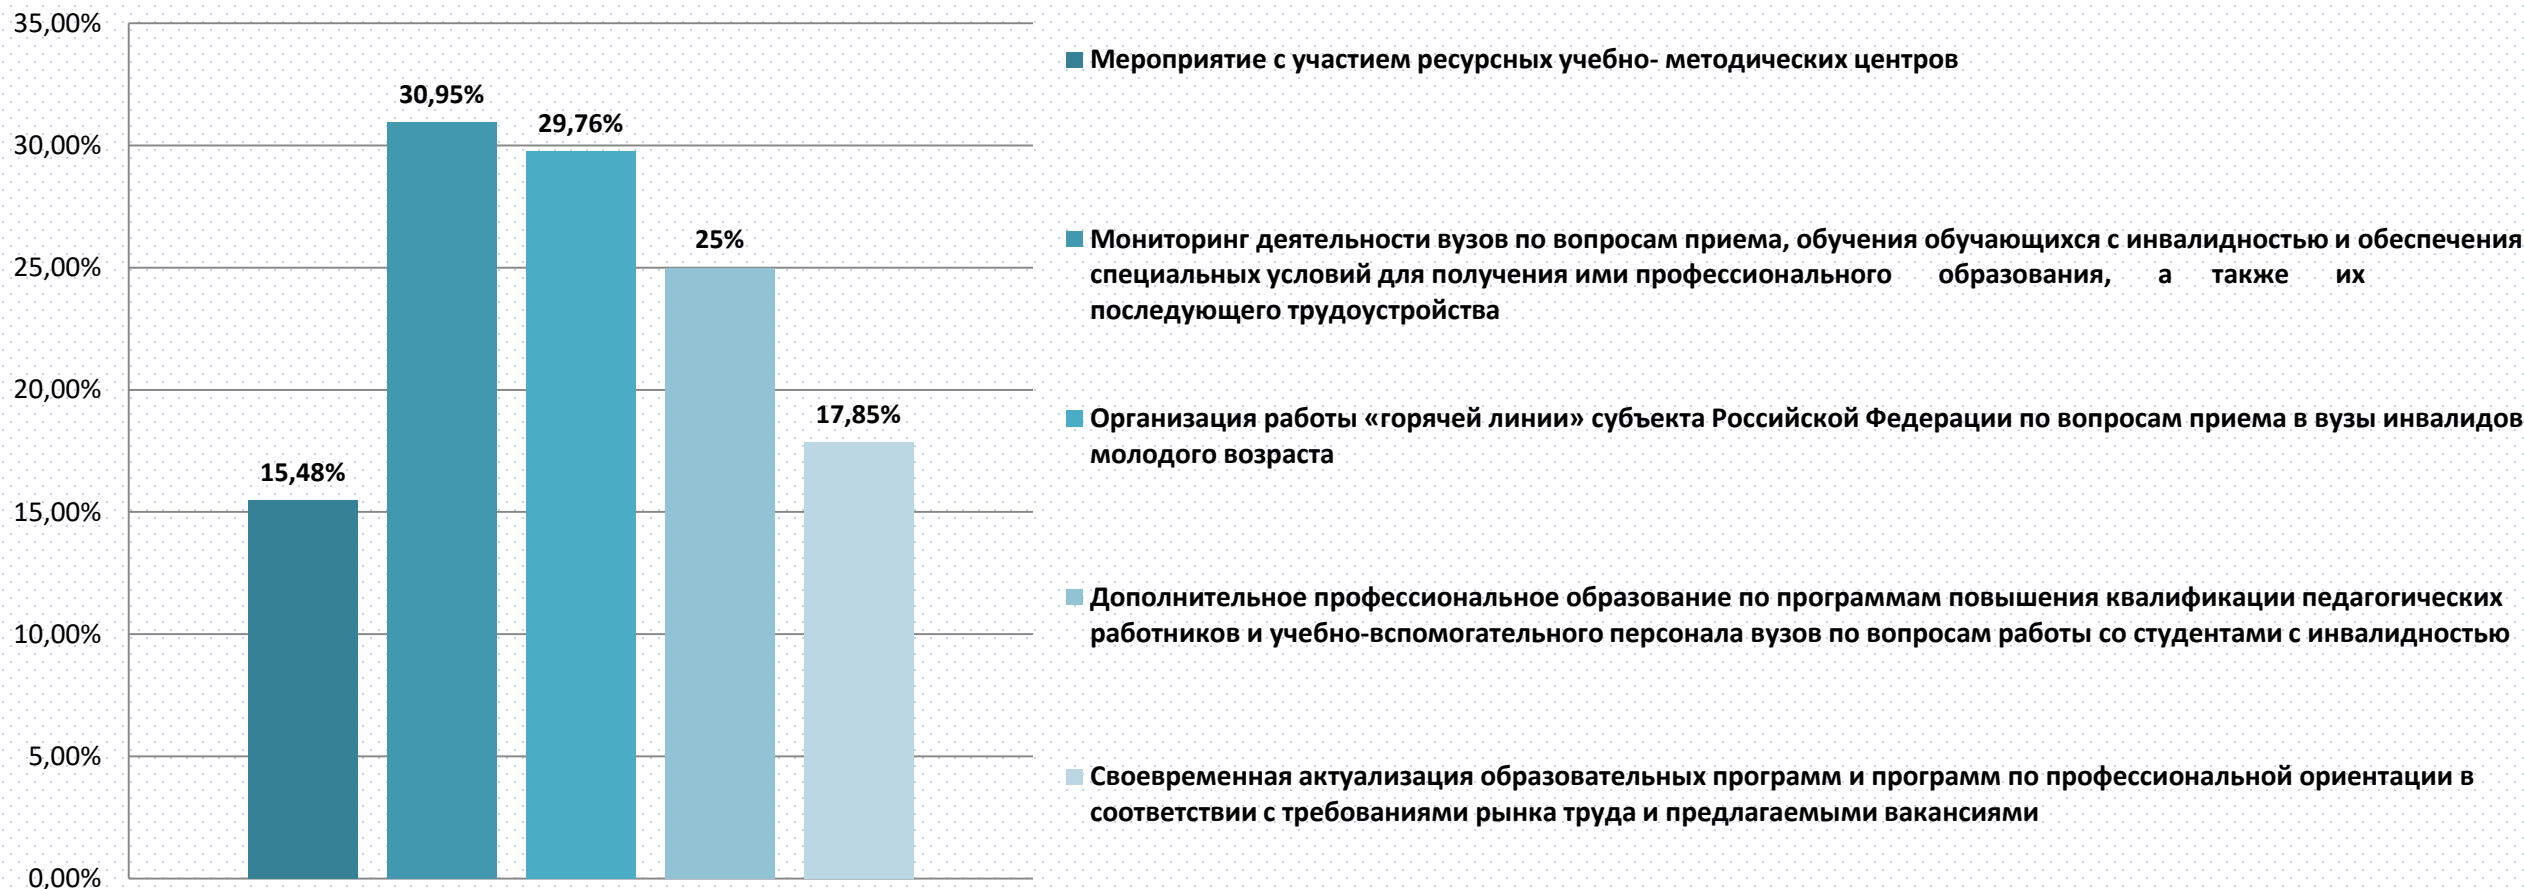 35,00%
30,00%
25,00%
20,00%
15,00%
10,00%
5,00%
0,00%
15,48%
30,95%
29,76%
25%
17,85%
Мероприятие с участием ресурсных учебно- методических центров
Мониторинг деятельности вузов по вопросам приема, обучения обучающихся с инвалидностью и обеспечения
специальных условий для получения ими профессионального образования, а также их
последующего трудоустройства
Организация работы «горячей линии» субъекта Российской Федерации по вопросам приема в вузы инвалидов
молодого возраста
Дополнительное профессиональное образование по программам повышения квалификации педагогических
работников и учебно-вспомогательного персонала вузов по вопросам работы со студентами с инвалидностью
Своевременная актуализация образовательных программ и программ по профессиональной ориентации в
соответствии с требованиями рынка труда и предлагаемыми вакансиями